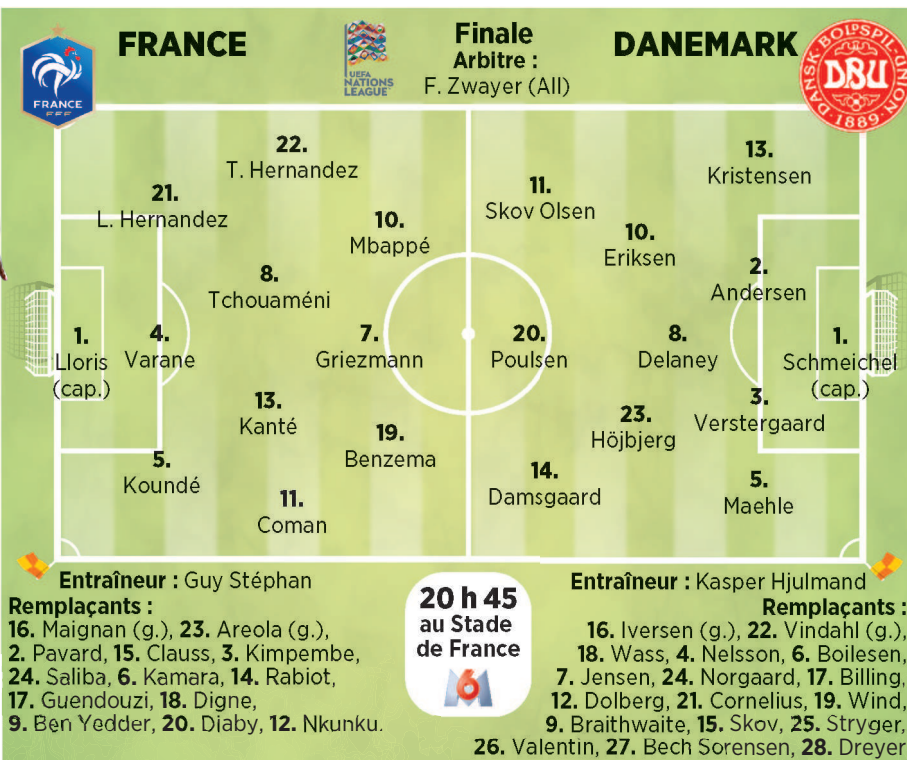 FRANCE
FRANCE
FFF
UEFA
NATIONS
LEAGUE
Finale
Arbitre :
F. Zwayer (All)
DANEMARK
DANSK·BOLDSPIL·UNION
DBU
·1889·
22.
T. Hernandez
21.
L. Hernandez
10.
Mbappé
8.
Tchouaméni
1.
Lloris
(cap.)
4.
Varane
7.
Griezmann
13.
Kanté
19.
Benzema
5.
Koundé
11.
Coman
13.
Kristensen
11.
Skov Olsen
10.
Eriksen
2.
Andersen
20.
Poulsen
8.
Delaney
1.
Schmeichel
(cap.)
3.
Verstergaard
23.
Höjbjerg
14.
Damsgaard
5.
Maehle
Entraîneur : Guy Stéphan
Remplaçants :
16. Maignan (g.), 23. Areola (g.),
2. Pavard, 15. Clauss, 3. Kimpembe,
24. Saliba, 6. Kamara, 14. Rabiot,
17. Guendouzi, 18. Digne,
9. Ben Yedder, 20. Diaby, 12. Nkunku.
20 h 45
au Stade
de France
M6
Entraîneur : Kasper Hjulmand
Remplaçants :
16. Iversen (g.), 22. Vindahl (g.),
18. Wass, 4. Nelsson, 6. Boilesen,
7. Jensen, 24. Norgaard, 17. Billing,
12. Dolberg, 21. Cornelius, 19. Wind,
9. Braithwaite, 15. Skov, 25. Stryger,
26. Valentin, 27. Bech Sorensen, 28. Dreyer